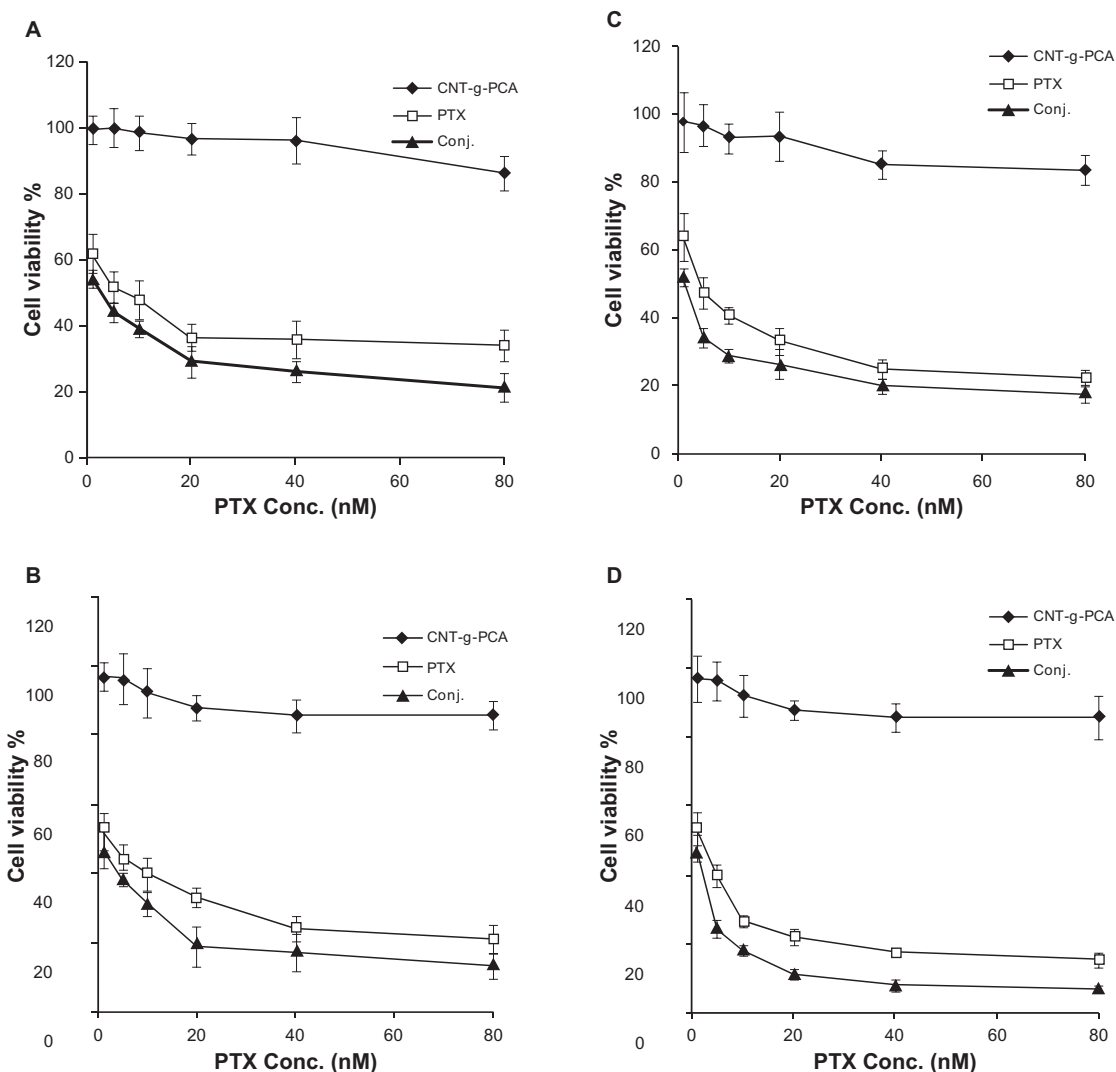 A
Cell viability %
120
100
80
60
40
20
0
0 20 40 60 80
PTX Conc. (nM)
CNT-g-PCA
PTX
Conj.
C
Cell viability %
120
100
80
60
40
20
0
0 20 40 60 80
PTX Conc. (nM)
CNT-g-PCA
PTX
Conj.
B
Cell viability %
120
100
80
60
40
20
0
0 20 40 60 80
PTX Conc. (nM)
CNT-g-PCA
PTX
Conj.
D
Cell viability %
120
100
80
60
40
20
0
0 20 40 60 80
PTX Conc. (nM)
CNT-g-PCA
PTX
Conj.